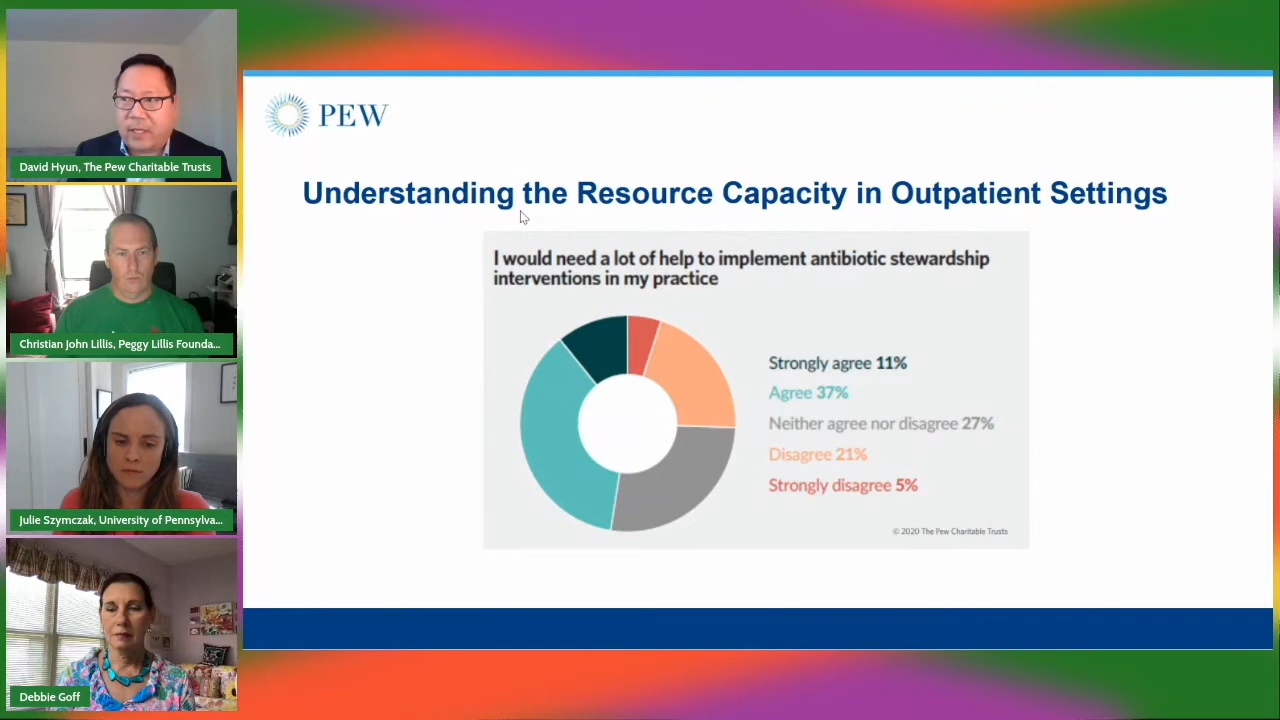 David Hyun, The Pew Charitable Trusts
Christian John Lillis, Peggy Lillis Founda...
Julie Szymczak, University of Pennsylva...
Debbie Goff
PEW
Understanding the Resource Capacity in Outpatient Settings
I would need a lot of help to implement antibiotic stewardship
interventions in my practice
Strongly agree 11%
Agree 37%
Neither agree nor disagree 27%
Disagree 21%
Strongly disagree 5%
© 2020 The Pew Charitable Trusts